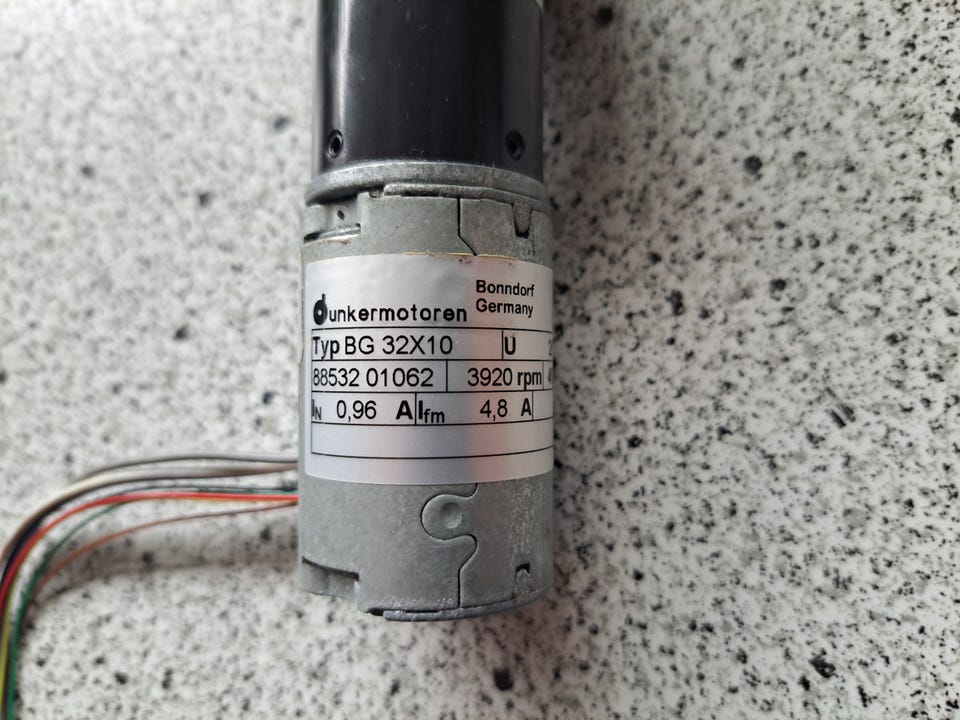 dunkermotoren Bonndorf
Germany
Typ BG 32X10 U
88532 01062 3920 rpm
IN 0,96 A Ifm 4,8 A